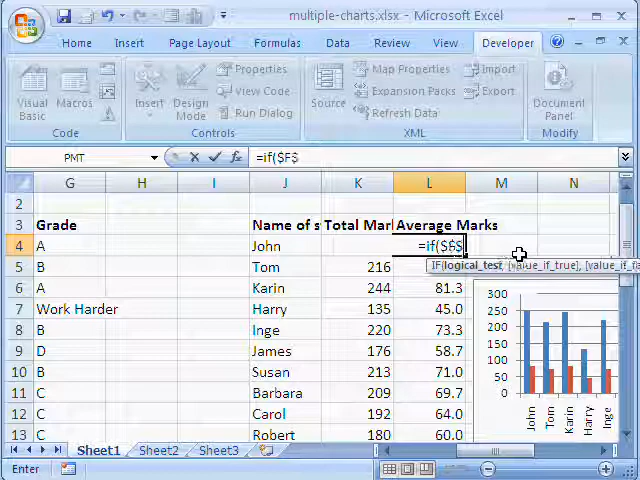 multiple-charts.xlsx - Microsoft Excel
Home Insert Page Layout Formulas Data Review View Developer
Visual Basic Macros Insert Design Mode Properties View Code Run Dialog Source Map Properties Expansion Packs Refresh Data Import Export Document Panel
Code Controls XML Modify
PMT =if($F$
G H I J K L M N
2
3 Grade Name of s Total Mar Average Marks
4 A John =if($F$
IF(logical_test, [value_if_true], [value_if_fa
5 B Tom 216
6 A Karin 244 81.3
7 Work Harder Harry 135 45.0
8 B Inge 220 73.3
9 D James 176 58.7
10 B Susan 213 71.0
11 C Barbara 209 69.7
12 C Carol 192 64.0
13 C Robert 180 60.0
300
250
200
150
100
50
0
John Tom Karin Harry Inge
Sheet1 Sheet2 Sheet3
Enter